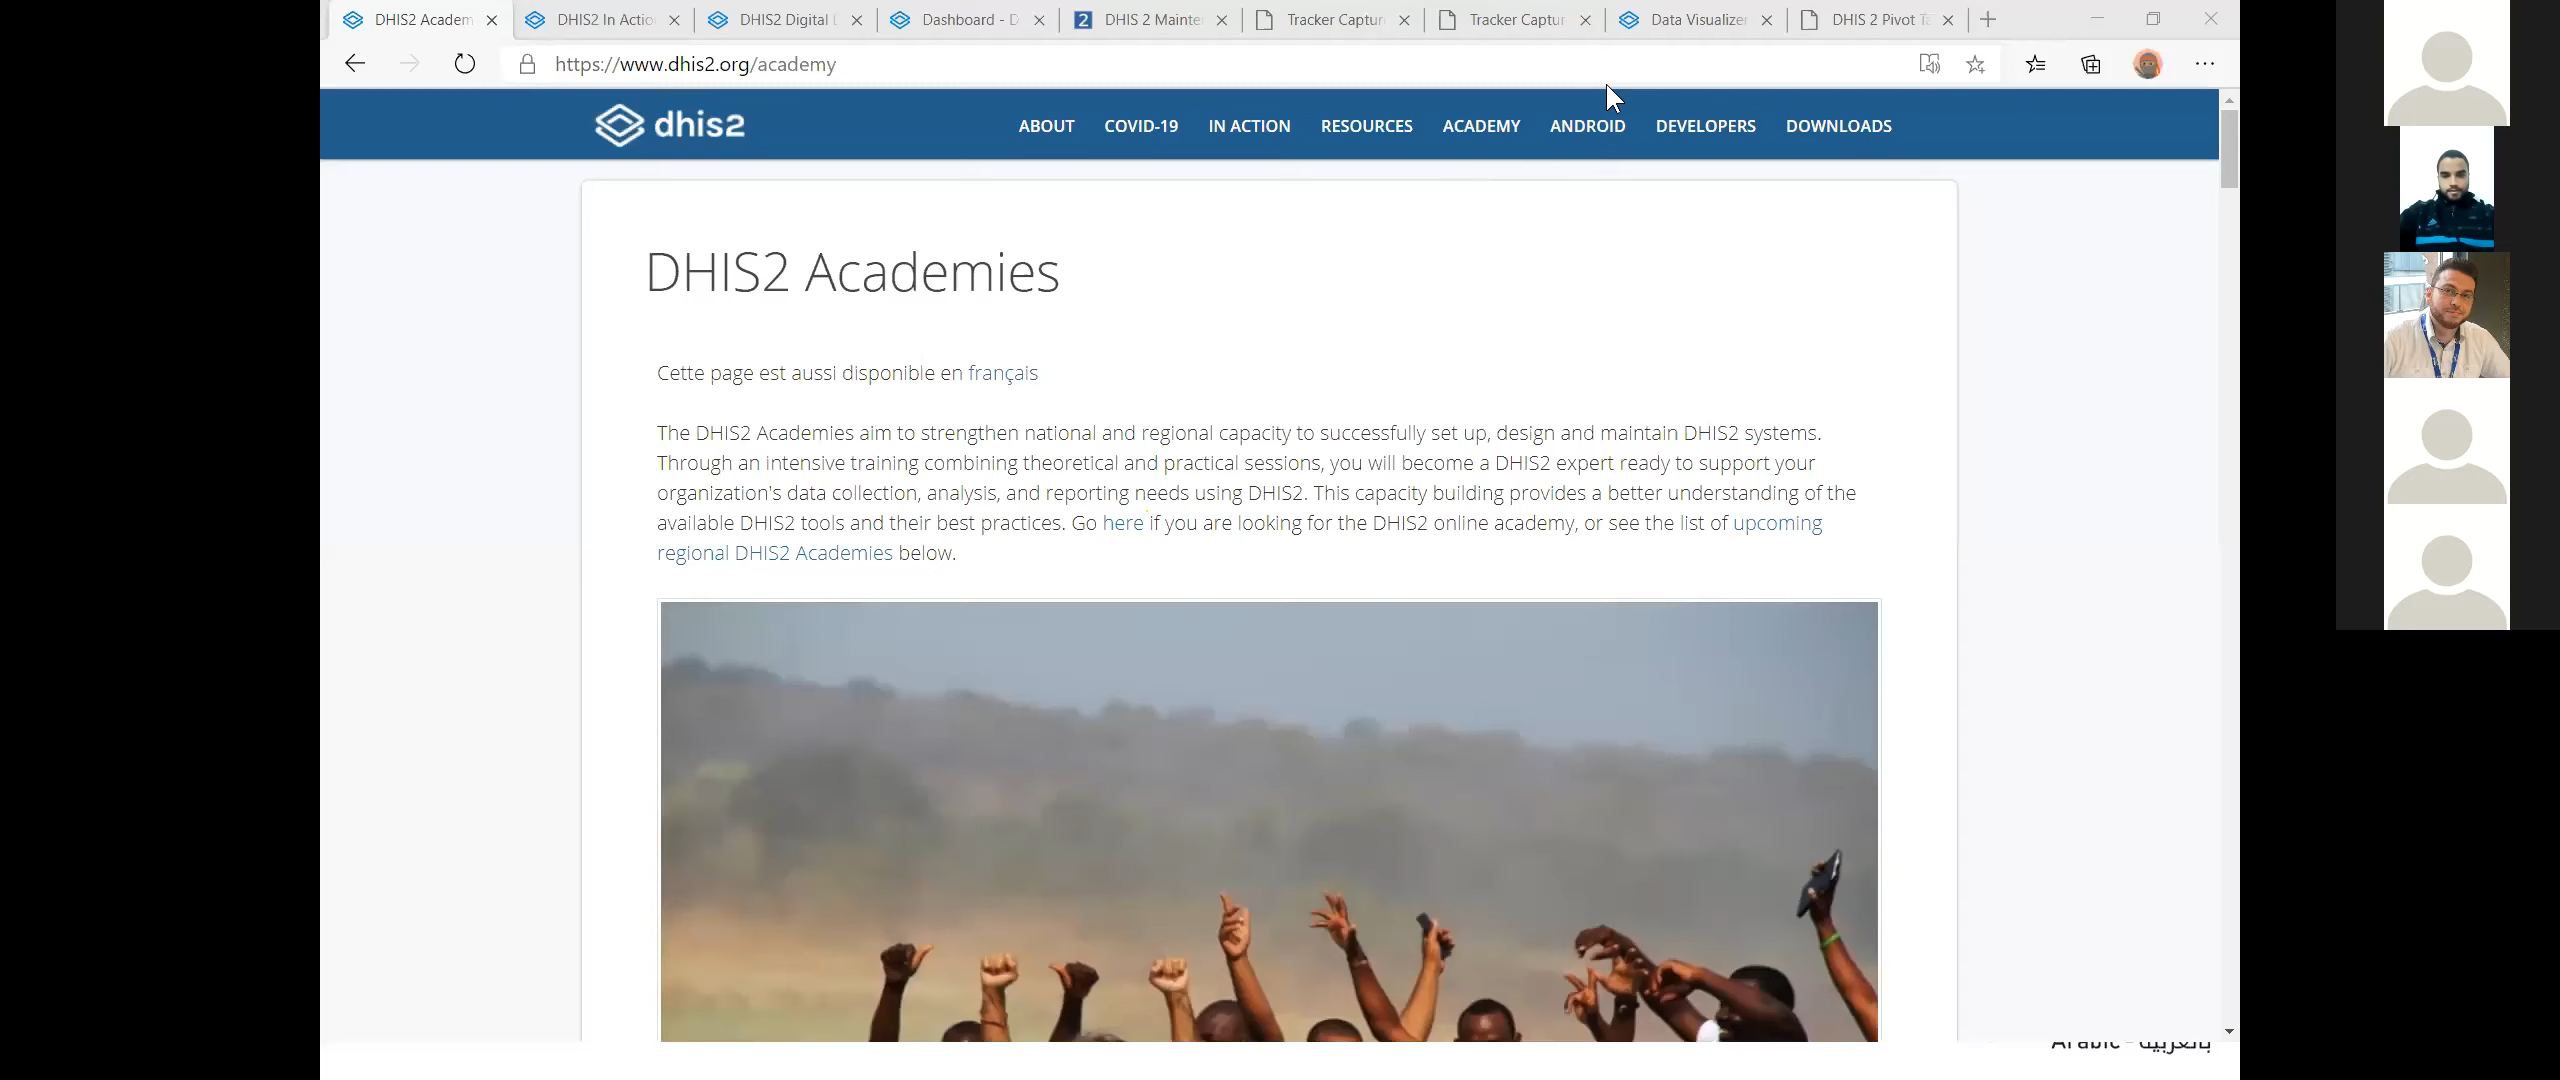 DHIS2 Academ
DHIS2 In Actio
DHIS2 Digital
Dashboard - D
2 DHIS 2 Mainte
Tracker Captur
Tracker Captur
Data Visualizer
DHIS 2 Pivot Ta
https://www.dhis2.org/academy
dhis2
ABOUT COVID-19 IN ACTION RESOURCES ACADEMY ANDROID DEVELOPERS DOWNLOADS
DHIS2 Academies
Cette page est aussi disponible en français
The DHIS2 Academies aim to strengthen national and regional capacity to successfully set up, design and maintain DHIS2 systems.
Through an intensive training combining theoretical and practical sessions, you will become a DHIS2 expert ready to support your
organization's data collection, analysis, and reporting needs using DHIS2. This capacity building provides a better understanding of the
available DHIS2 tools and their best practices. Go here if you are looking for the DHIS2 online academy, or see the list of upcoming
regional DHIS2 Academies below.
Arabic - بالعربية